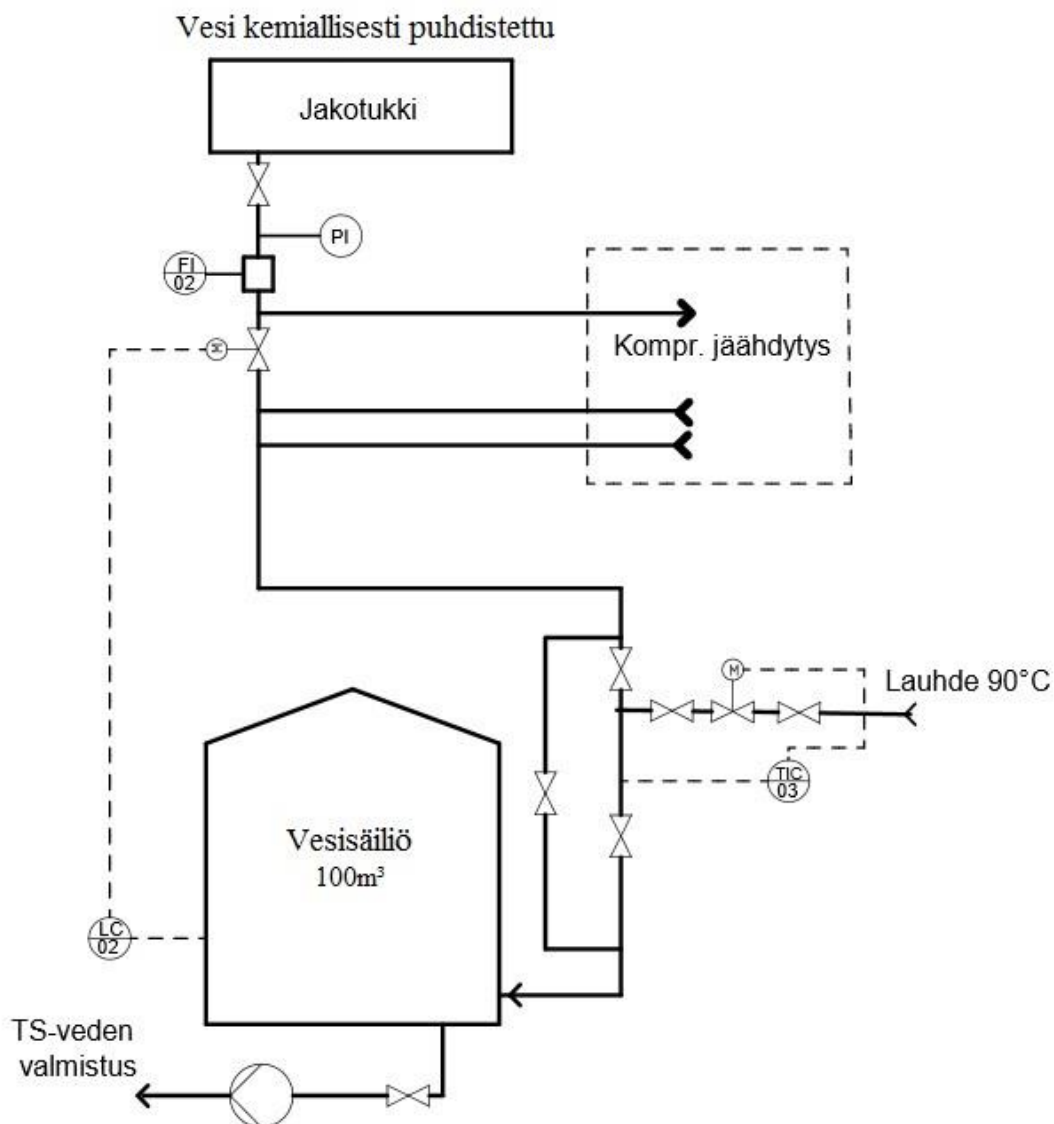 Vesi kemiallisesti puhdistettu
Jakotukki
PI
FI
02
M
Kompr. jäähdytys
M
Lauhde 90°C
TIC
03
Vesisäiliö
100m³
LC
02
TS-veden
valmistus